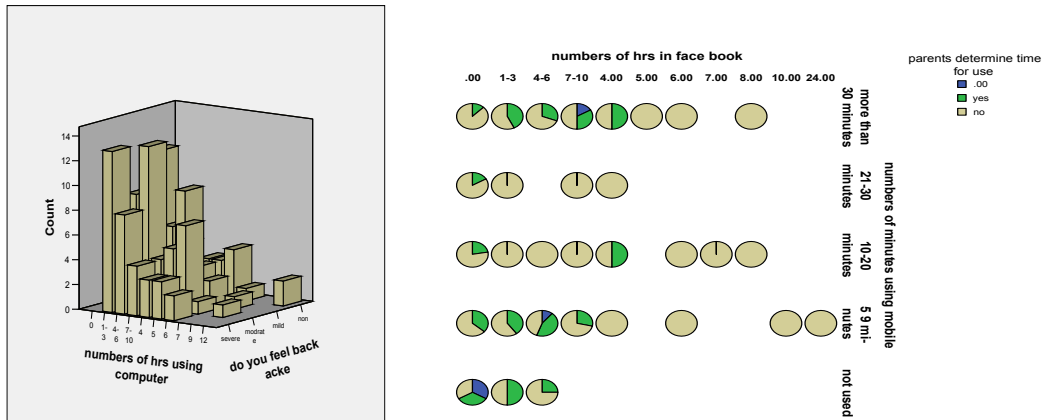 Count
14
12
10
8
6
4
2
0
0
1-
3
4-
6
7-
10
4
5
6
7
9
12
numbers of hrs using
computer
severe
modrat
e
mild
non
do you feel back
acke
numbers of hrs in face book
.00 1-3 4-6 7-10 4.00 5.00 6.00 7.00 8.00 10.00 24.00
more than
30 minutes
21-30
minutes
10-20
minutes
5 9 mi-
nutes
not used
numbers of minutes using mobile
parents determine time
for use
.00
yes
no